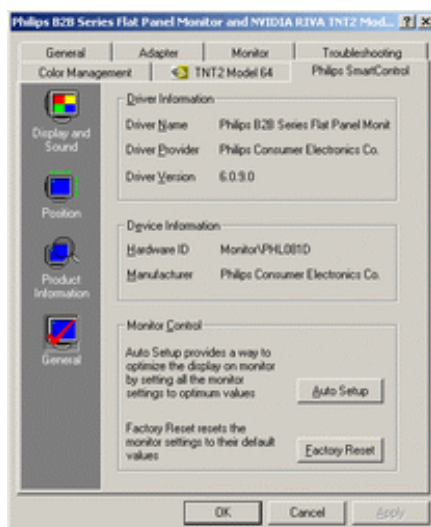 Philips B2B Series Flat Panel Monitor and NVIDIA RIVA TNT2 Mod...
General Adapter Monitor Troubleshooting
Color Management TNT2 Model 64 Philips SmartControl
Display and
Sound
Position
Product
Information
General
Driver Information
Driver Name Philips B2B Series Flat Panel Monit
Driver Provider Philips Consumer Electronics Co.
Driver Version 6.0.9.0
Device Information
Hardware ID Monitor\PHL081D
Manufacturer Philips Consumer Electronics Co.
Monitor Control
Auto Setup provides a way to
optimize the display on monitor
by setting all the monitor
settings to optimum values
Auto Setup
Factory Reset resets the
monitor settings to their default
values
Factory Reset
OK Cancel Apply